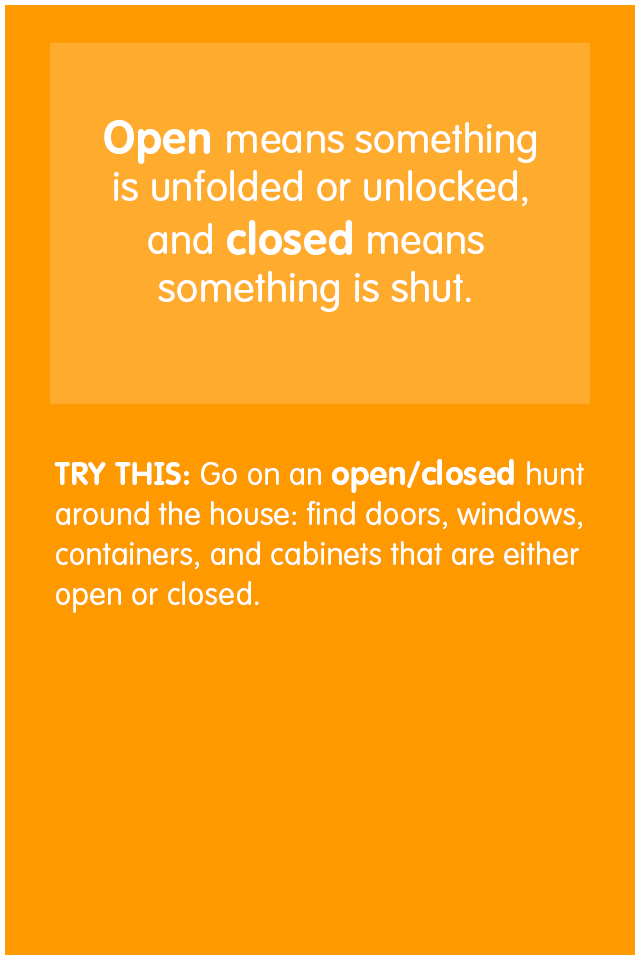 Open means something
is unfolded or unlocked,
and closed means
something is shut.
TRY THIS: Go on an open/closed hunt
around the house: find doors, windows,
containers, and cabinets that are either
open or closed.